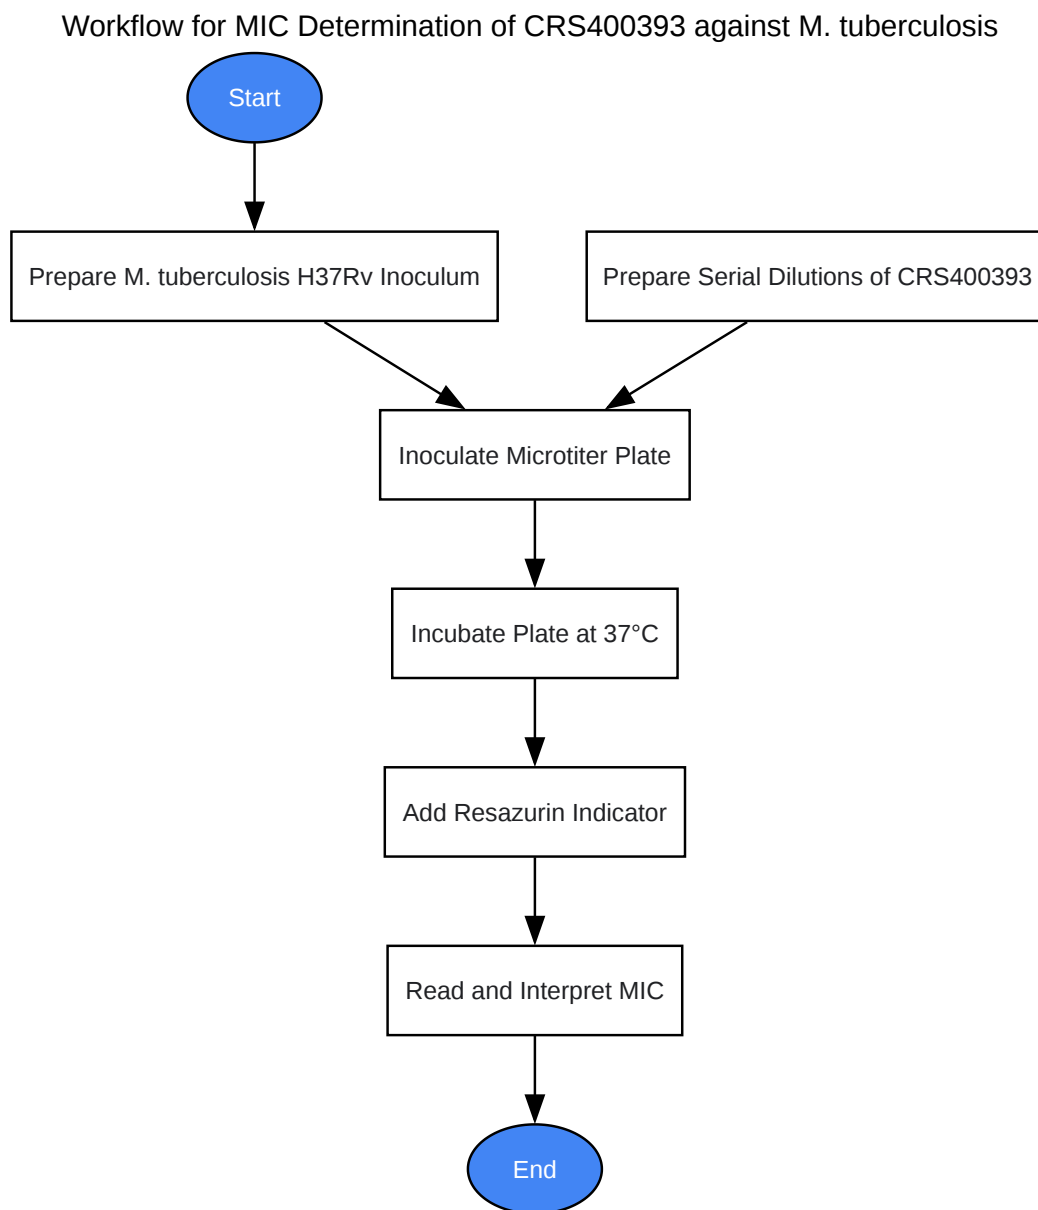 Workflow for MIC Determination of CRS400393 against M. tuberculosis
Start
Prepare M. tuberculosis H37Rv Inoculum
Prepare Serial Dilutions of CRS400393
Inoculate Microtiter Plate
Incubate Plate at 37°C
Add Resazurin Indicator
Read and Interpret MIC
End